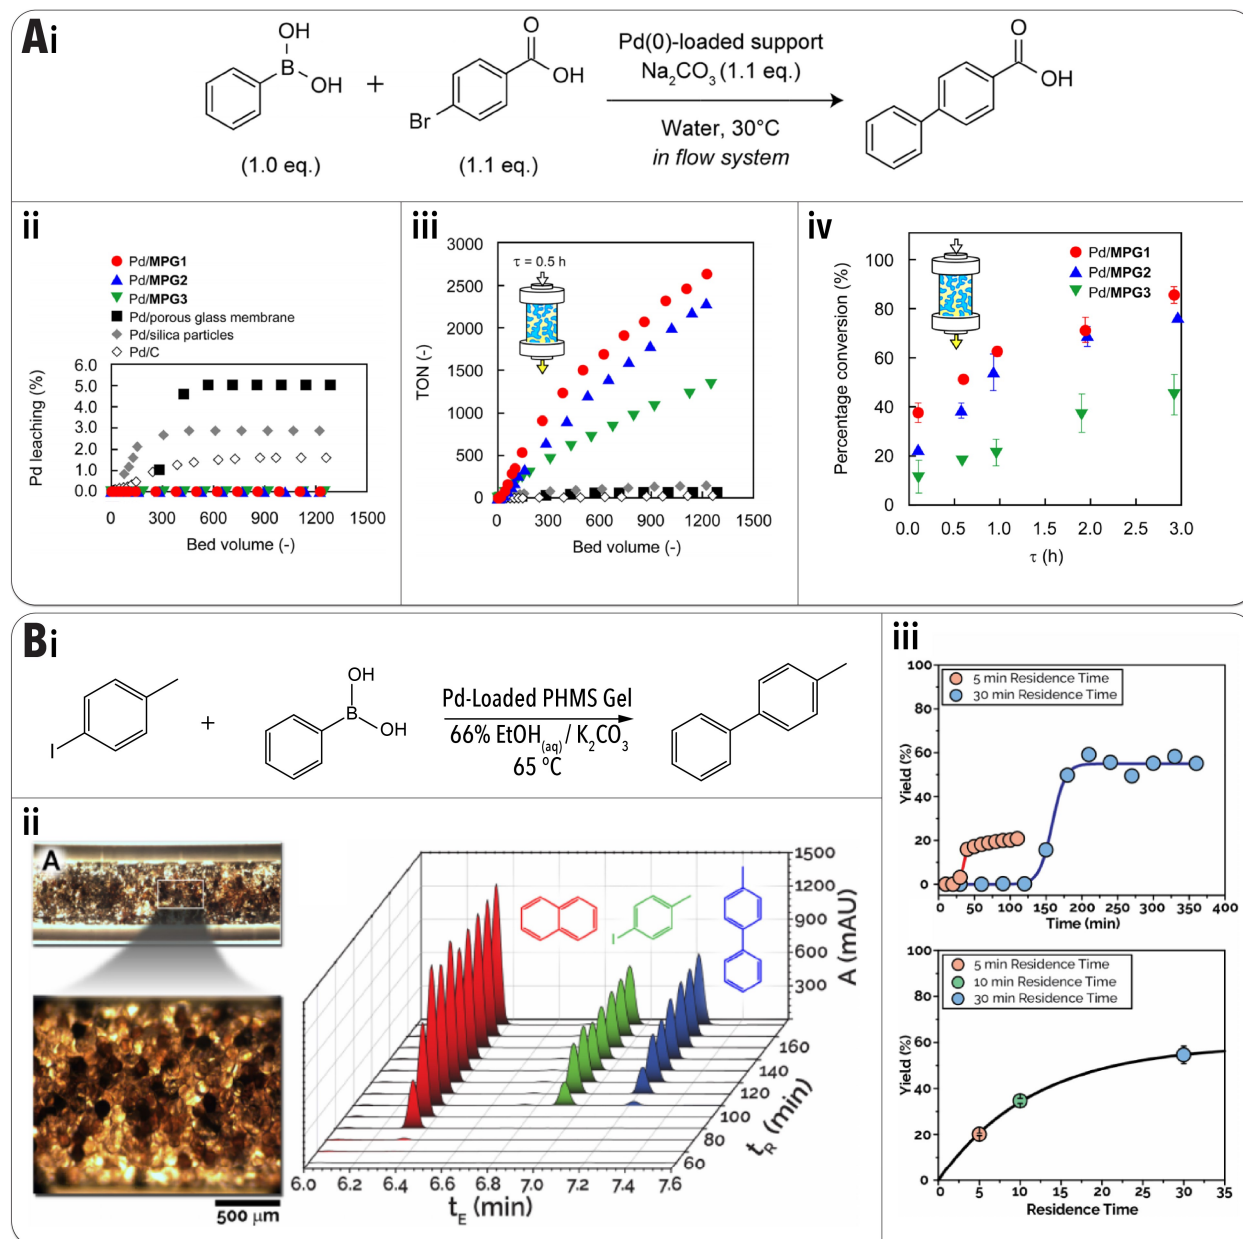 Ai
OH
B
OH
+
Br
O
OH
(1.0 eq.)
(1.1 eq.)
Pd(0)-loaded support
Na₂CO₃ (1.1 eq.)
Water, 30°C
in flow system
O
OH
ii
Pd/MPG1
Pd/MPG2
Pd/MPG3
Pd/porous glass membrane
Pd/silica particles
Pd/C
Pd leaching (%)
6.0
5.0
4.0
3.0
2.0
1.0
0.0
0 300 600 900 1200 1500
Bed volume (-)
iii
τ = 0.5 h
TON (-)
3000
2500
2000
1500
1000
500
0
0 300 600 900 1200 1500
Bed volume (-)
iv
Pd/MPG1
Pd/MPG2
Pd/MPG3
Percentage conversion (%)
100
80
60
40
20
0
0.0 0.5 1.0 1.5 2.0 2.5 3.0
τ (h)
Bi
I
+
OH
B
OH
Pd-Loaded PHMS Gel
66% EtOH(aq) / K₂CO₃
65 ºC
ii
A
500 µm
I
1500
1200
900
600
300
A (mAU)
160
140
120
100
80
60
tR (min)
6.0 6.2 6.4 6.6 6.8 7.0 7.2 7.4 7.6
tE (min)
iii
5 min Residence Time
30 min Residence Time
Yield (%)
100
80
60
40
20
0
0 50 100 150 200 250 300 350 400
Time (min)
5 min Residence Time
10 min Residence Time
30 min Residence Time
Yield (%)
100
80
60
40
20
0
0 5 10 15 20 25 30 35
Residence Time